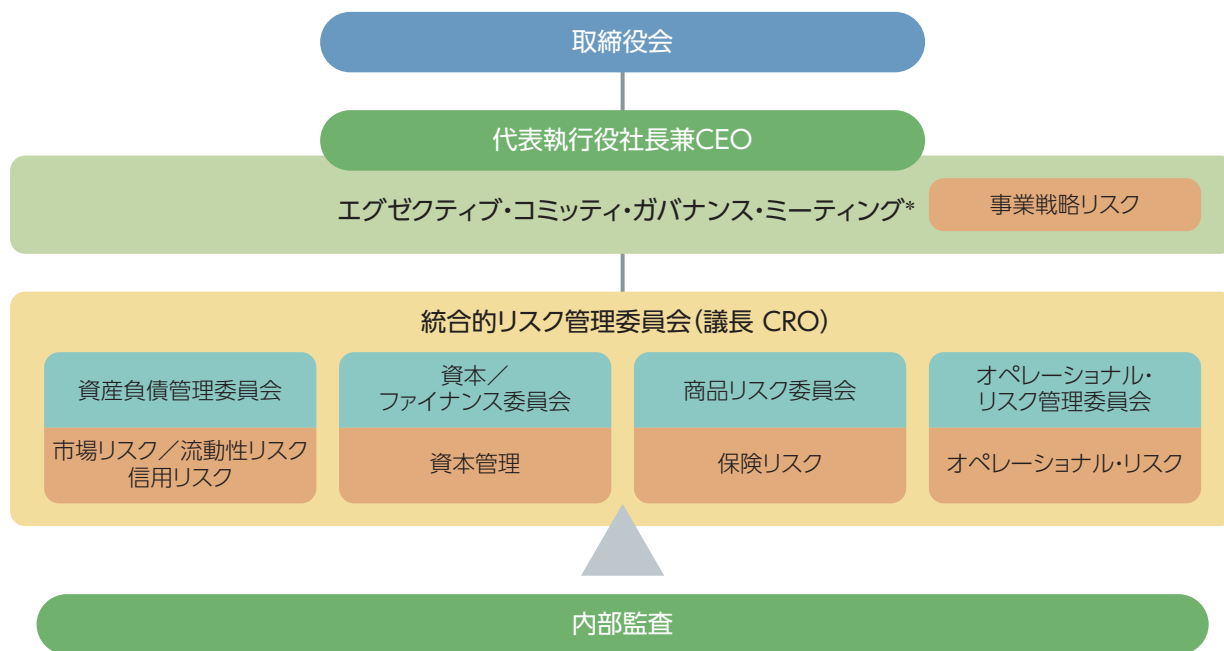 取締役会
代表執行役社長兼CEO
エグゼクティブ・コミッティ・ガバナンス・ミーティング*
事業戦略リスク
統合的リスク管理委員会(議長 CRO)
資産負債管理委員会
市場リスク/流動性リスク
信用リスク
資本/
ファイナンス委員会
資本管理
商品リスク委員会
保険リスク
オペレーショナル・
リスク管理委員会
オペレーショナル・リスク
内部監査